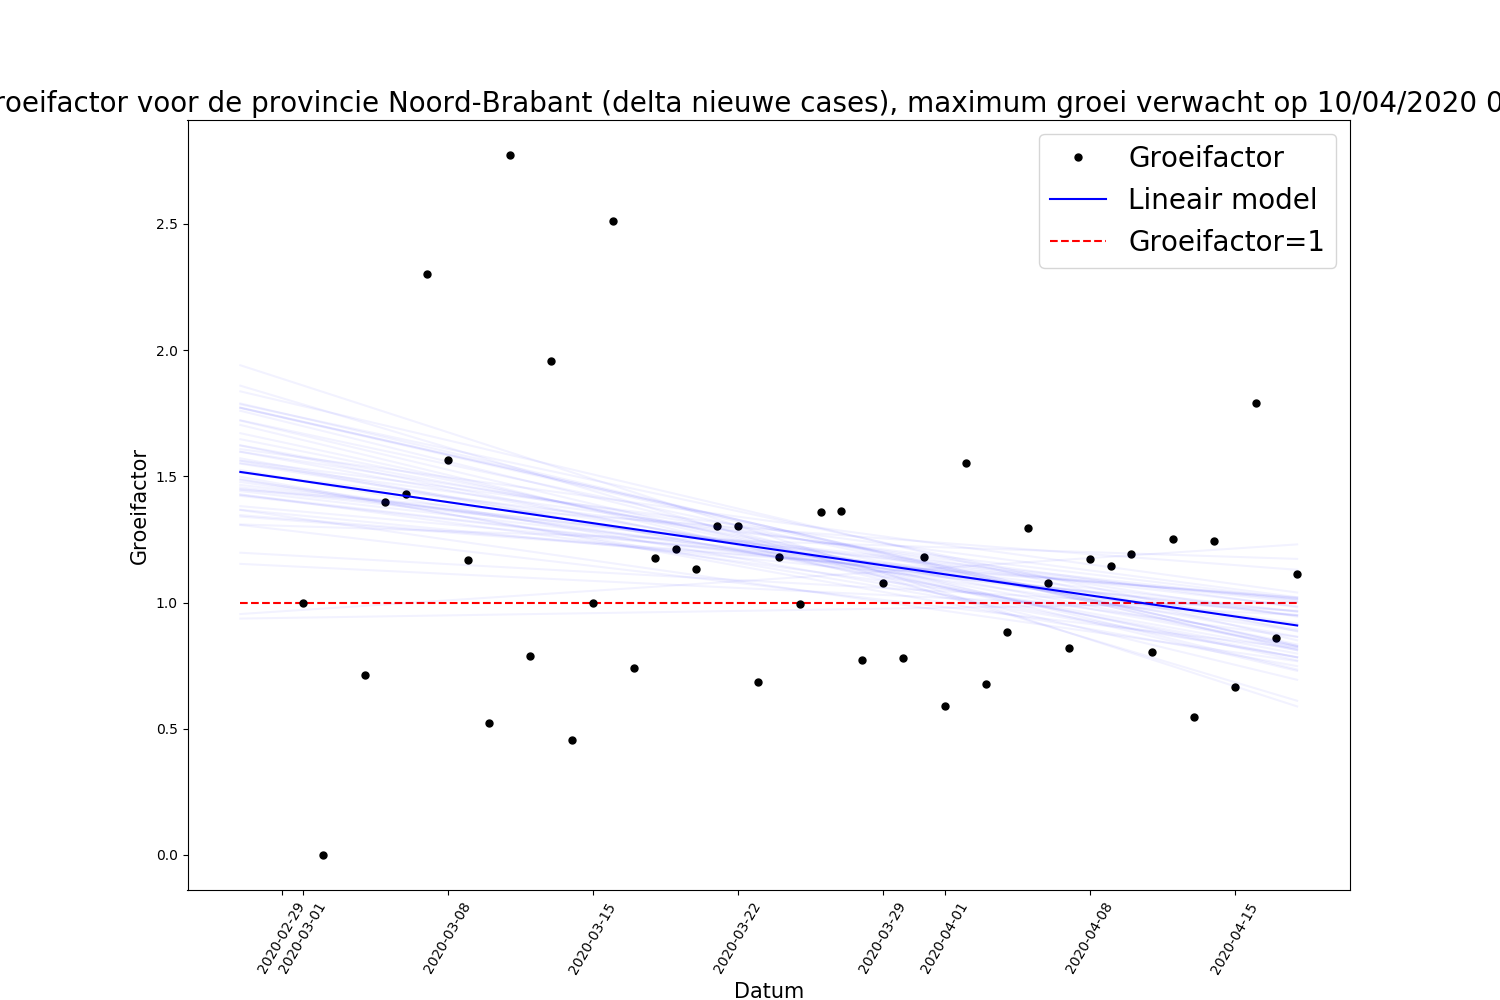 roeifactor voor de provincie Noord-Brabant (delta nieuwe cases), maximum groei verwacht op 10/04/2020 0
Groeifactor
Lineair model
Groeifactor=1
Groeifactor
2.5
2.0
1.5
1.0
0.5
0.0
2020-02-29
2020-03-01
2020-03-08
2020-03-15
2020-03-22
2020-03-29
2020-04-01
2020-04-08
2020-04-15
Datum